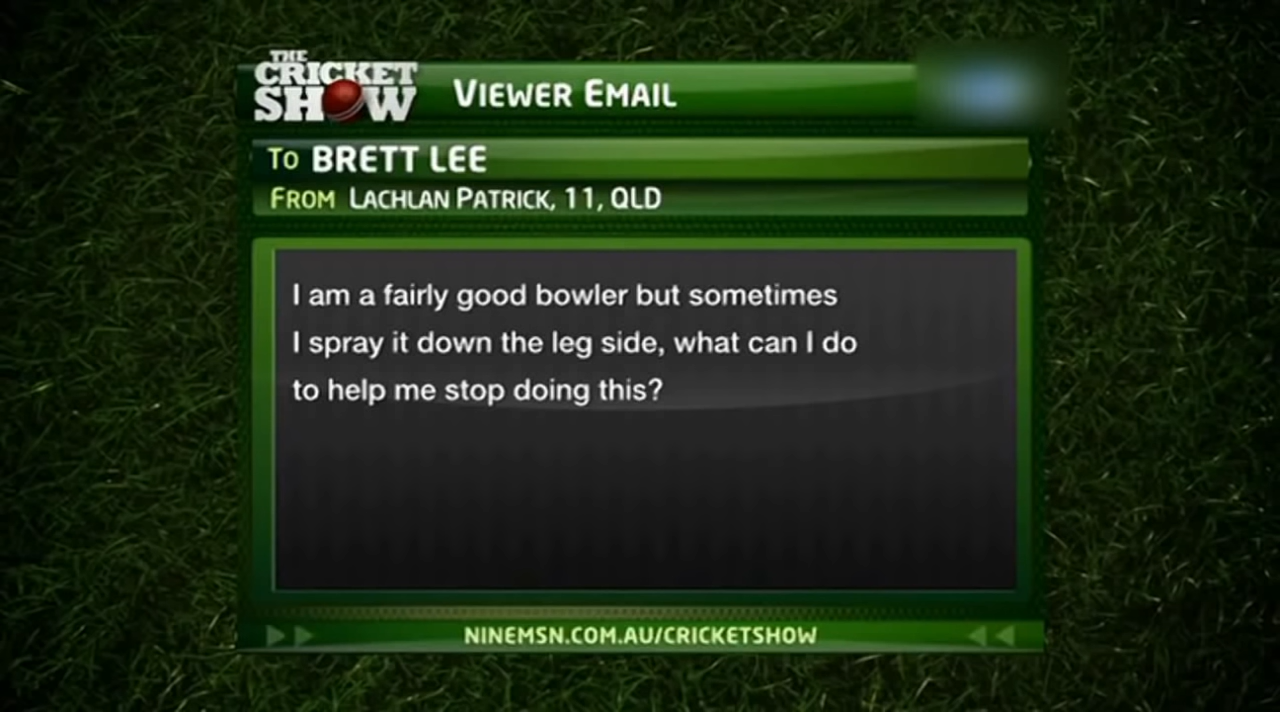 THE
CRICKET
SHOW
VIEWER EMAIL
TO BRETT LEE
FROM LACHLAN PATRICK, 11, QLD
I am a fairly good bowler but sometimes
I spray it down the leg side, what can I do
to help me stop doing this?
NINEMSN.COM.AU/CRICKETSHOW